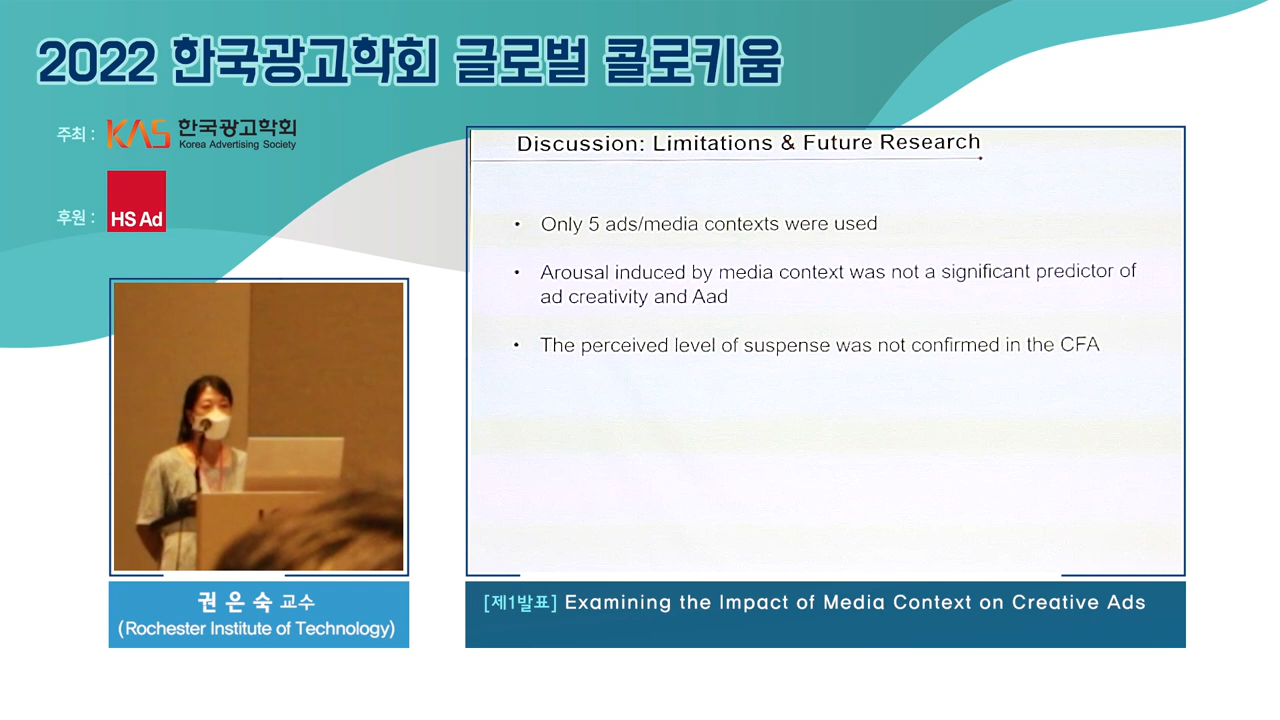 2022 한국광고학회 글로벌 콜로키움
주최 :
KAS 한국광고학회
Korea Advertising Society
후원 :
HS Ad
Discussion: Limitations & Future Research
• Only 5 ads/media contexts were used
• Arousal induced by media context was not a significant predictor of
ad creativity and Aad
• The perceived level of suspense was not confirmed in the CFA
권은숙 교수
(Rochester Institute of Technology)
[제1발표] Examining the Impact of Media Context on Creative Ads